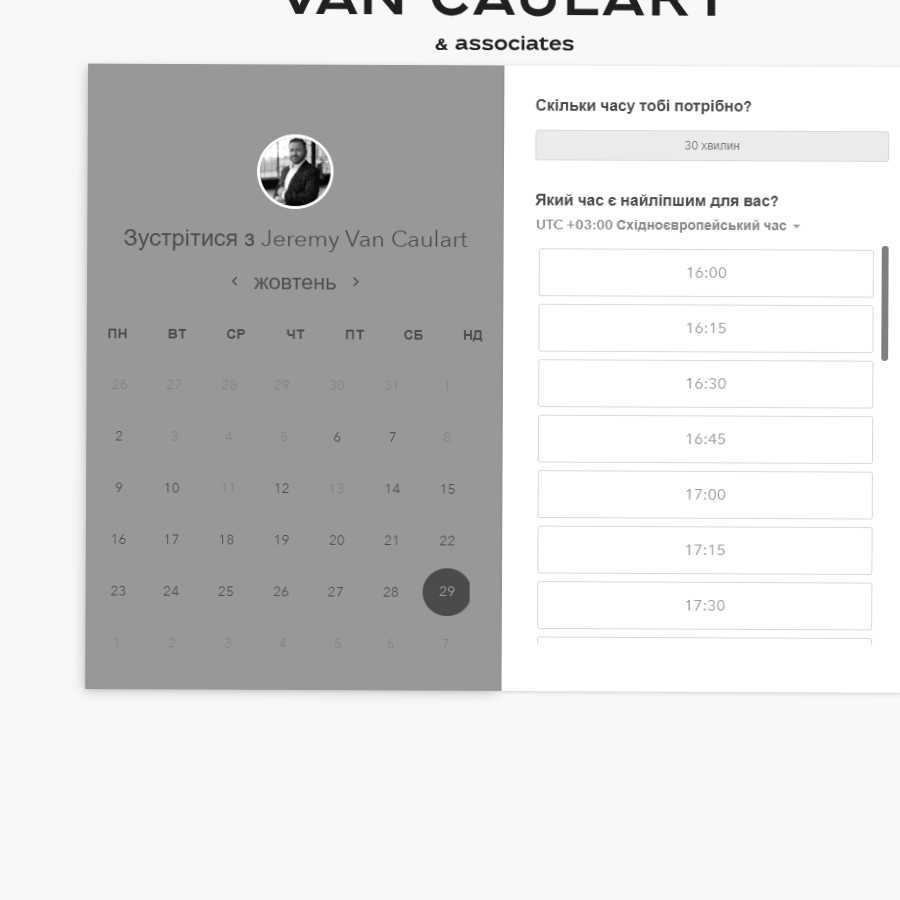 VAN CAULART
& associates
Зустрітися з Jeremy Van Caulart
жовтень
ПН ВТ СР ЧТ ПТ СБ НД
26 27 28 29 30 31 1
2 3 4 5 6 7 8
9 10 11 12 13 14 15
16 17 18 19 20 21 22
23 24 25 26 27 28 29
1 2 3 4 5 6 7
Скільки часу тобі потрібно?
30 хвилин
Який час є найліпшим для вас?
UTC +03:00 Східноєвропейський час
16:00
16:15
16:30
16:45
17:00
17:15
17:30